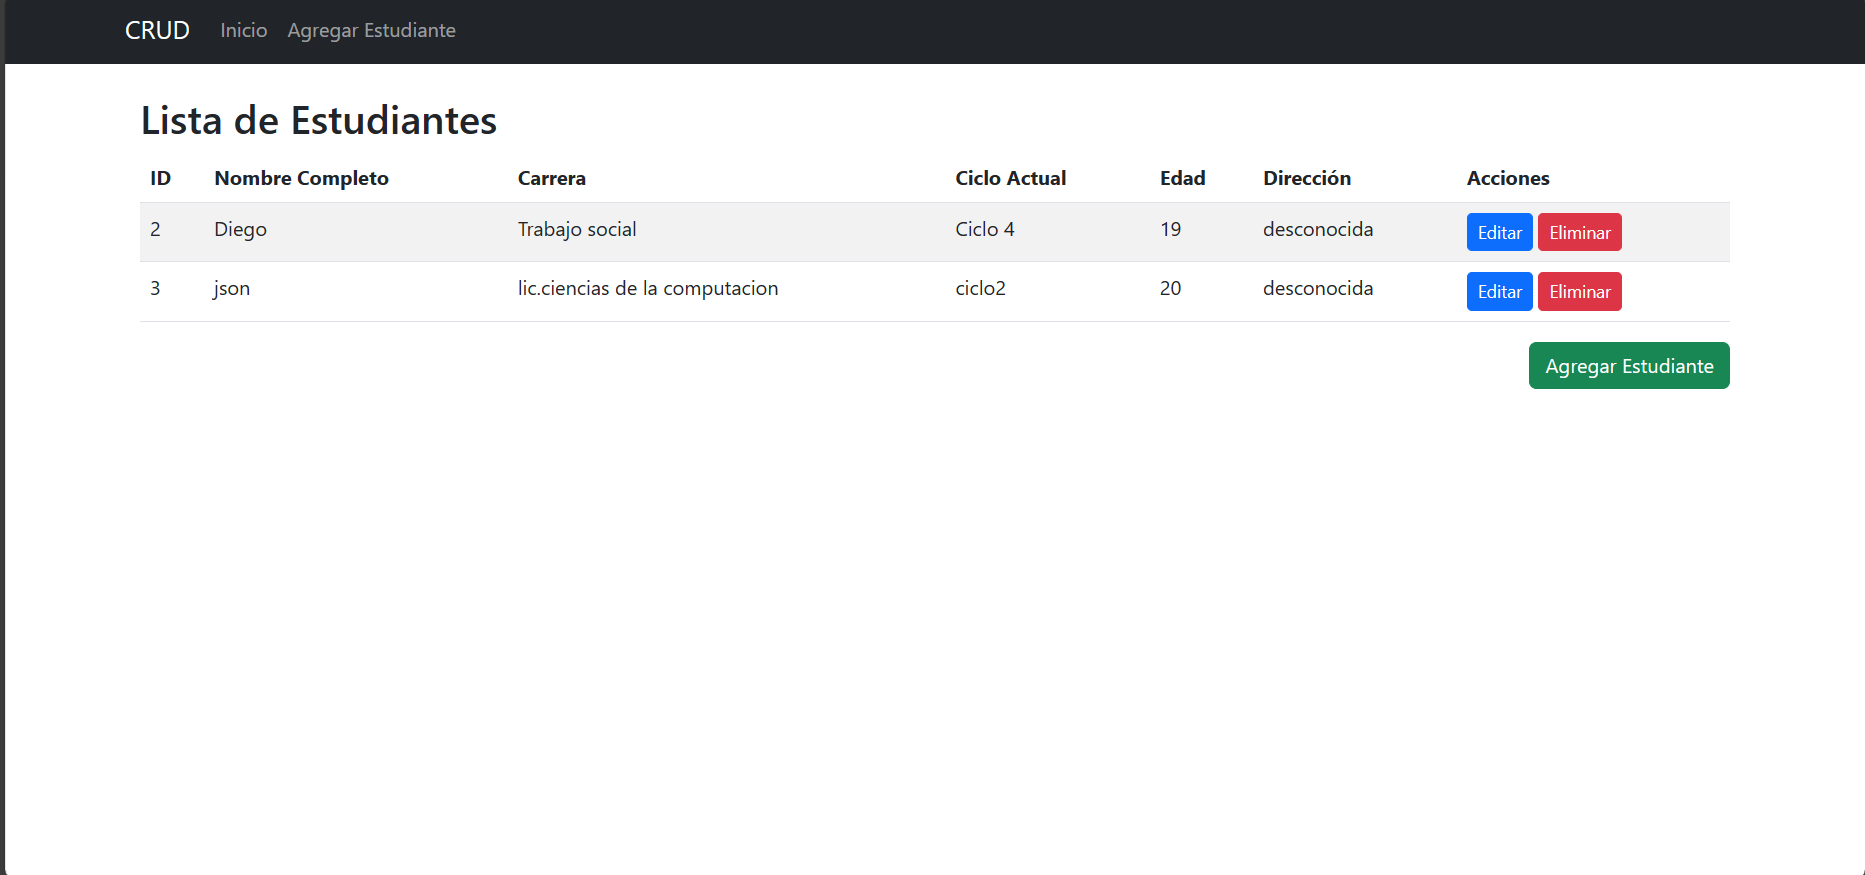 CRUD Inicio Agregar Estudiante
Lista de Estudiantes
ID Nombre Completo Carrera Ciclo Actual Edad Dirección Acciones
2 Diego Trabajo social Ciclo 4 19 desconocida Editar Eliminar
3 json lic.ciencias de la computacion ciclo2 20 desconocida Editar Eliminar
Agregar Estudiante